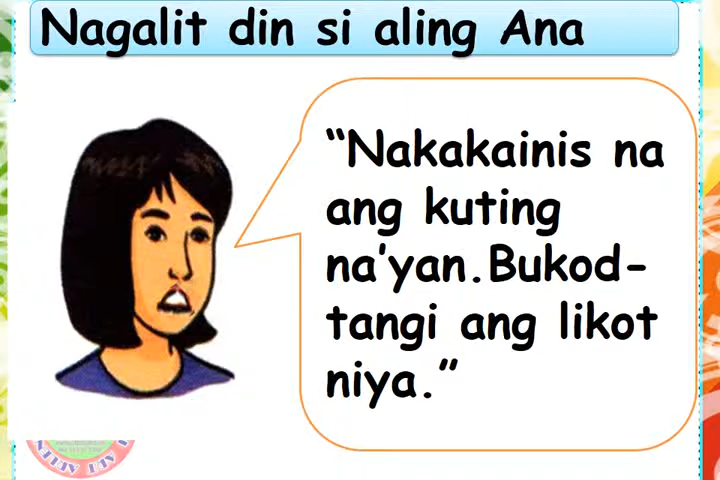 Nagalit din si aling Ana
“Nakakainis na
ang kuting
na’yan.Bukod-
tangi ang likot
niya.”